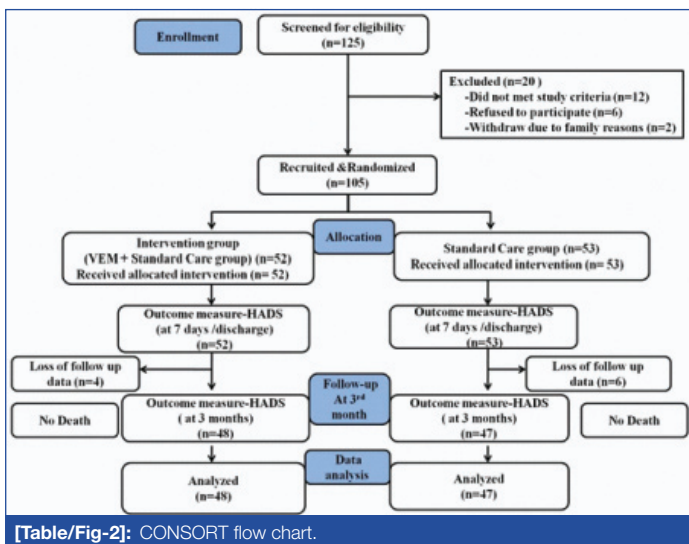 Enrollment
Screened for eligibility
(n=125)
Excluded (n=20 )
-Did not met study criteria (n=12)
-Refused to participate (n=6)
-Withdraw due to family reasons (n=2)
Recruited &Randomized
(n=105)
Allocation
Intervention group
(VEM + Standard Care group) (n=52)
Received allocated intervention (n= 52)
Standard Care group (n=53)
Received allocated intervention (n= 53)
Outcome measure-HADS
(at 7 days /discharge)
(n=52)
Outcome measure-HADS
(at 7 days /discharge)
(n=53)
Loss of follow up
data (n=4)
Loss of follow up
data (n=6)
Follow-up
At 3rd
month
No Death
Outcome measure-HADS
( at 3 months)
(n=48)
Outcome measure-HADS
( at 3 months)
(n=47)
No Death
Data
analysis
Analyzed
(n=48)
Analyzed
(n=47)
[Table/Fig-2]: CONSORT flow chart.